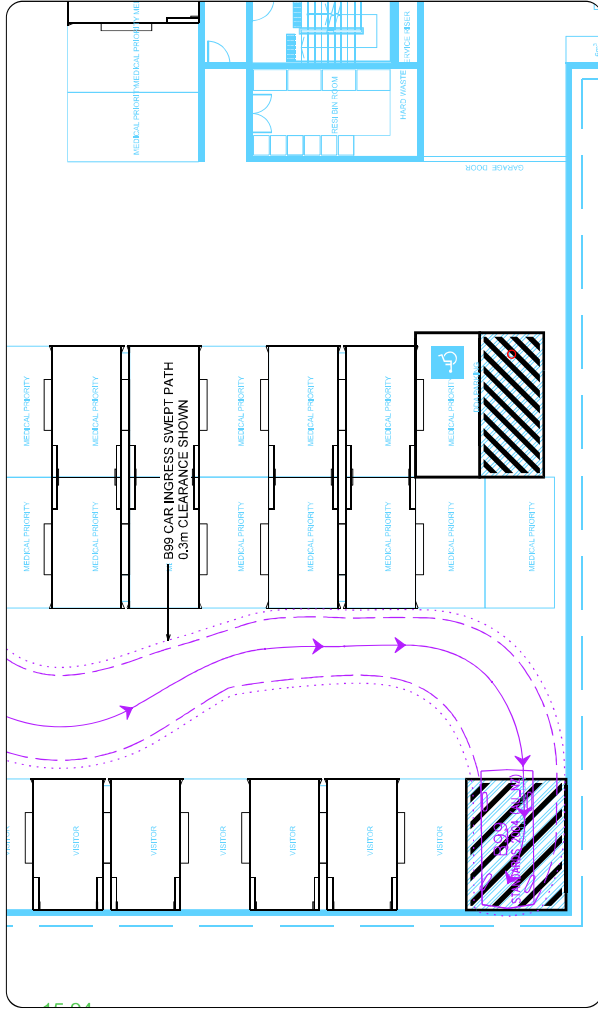 MEDICAL PRIORITY
MEDICAL PRIORITY
RESI BIN ROOM
HARD WASTE
SERVICE RISER
GARAGE DOOR
MEDICAL PRIORITY
MEDICAL PRIORITY
MEDICAL PRIORITY
MEDICAL PRIORITY
MEDICAL PRIORITY
B99 CAR INGRESS SWEPT PATH
0.3m CLEARANCE SHOWN
MEDICAL PRIORITY
MEDICAL PRIORITY
MEDICAL PRIORITY
MEDICAL PRIORITY
MEDICAL PRIORITY
MEDICAL PRIORITY
VISITOR
VISITOR
VISITOR
VISITOR
VISITOR
VISITOR
B99